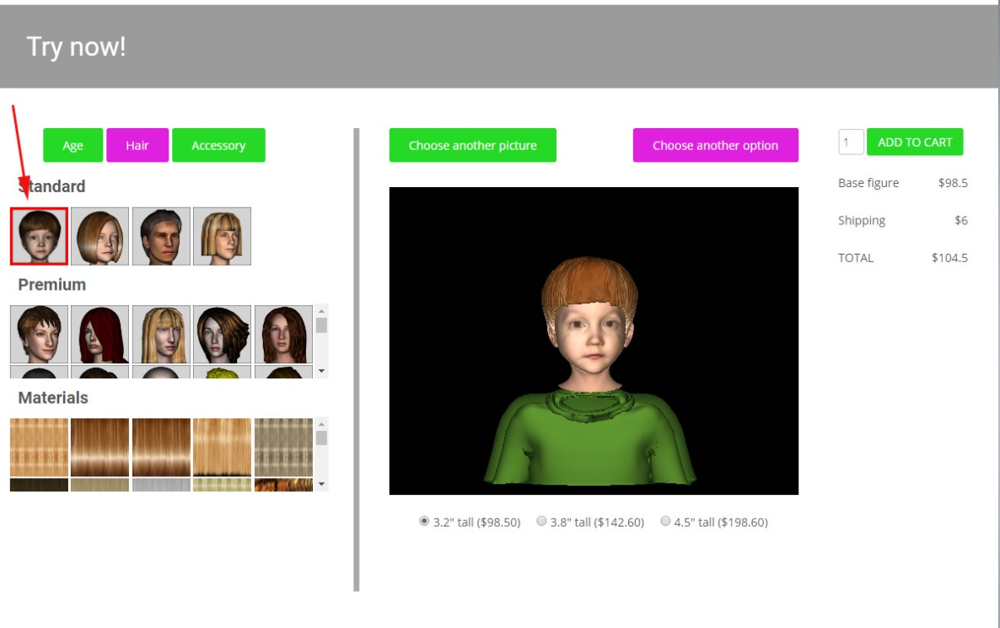 Try now!
Age Hair Accessory
Standard
Premium
Materials
Choose another picture Choose another option
3.2" tall ($98.50) 3.8" tall ($142.60) 4.5" tall ($198.60)
1 ADD TO CART
Base figure $98.5
Shipping $6
TOTAL $104.5